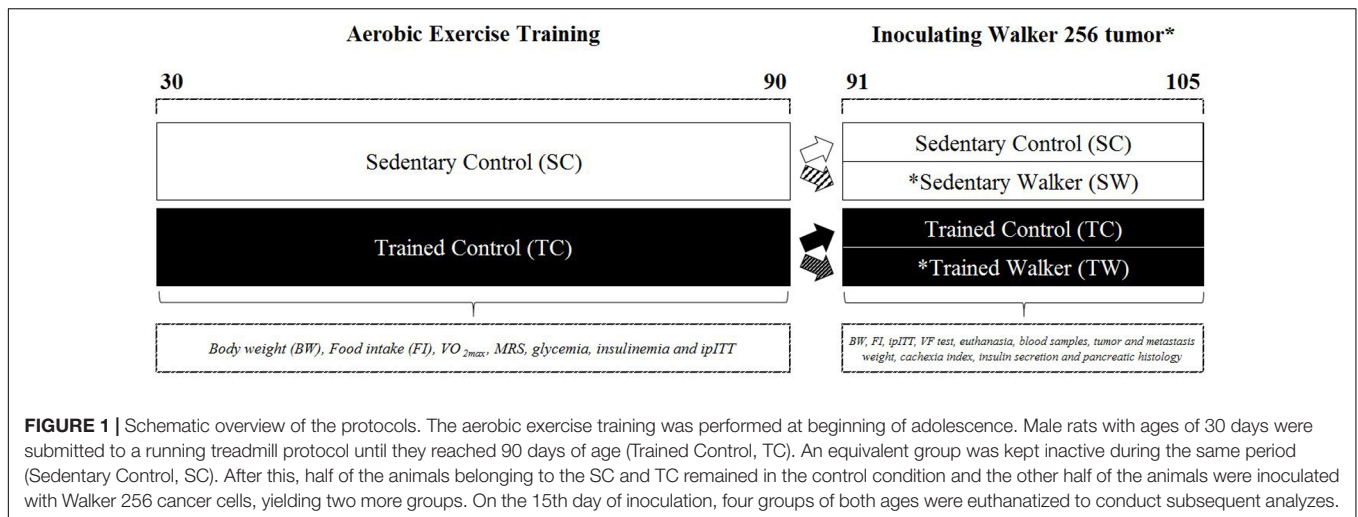 Aerobic Exercise Training
Inoculating Walker 256 tumor*
30
90
91
105
Sedentary Control (SC)
Sedentary Control (SC)
*Sedentary Walker (SW)
Trained Control (TC)
Trained Control (TC)
*Trained Walker (TW)
Body weight (BW), Food intake (FI), VO 2max, MRS, glycemia, insulinemia and ipITT
BW, FI, ipITT, VF test, euthanasia, blood samples, tumor and metastasis
weight, cachexia index, insulin secretion and pancreatic histology
FIGURE 1 | Schematic overview of the protocols. The aerobic exercise training was performed at beginning of adolescence. Male rats with ages of 30 days were
submitted to a running treadmill protocol until they reached 90 days of age (Trained Control, TC). An equivalent group was kept inactive during the same period
(Sedentary Control, SC). After this, half of the animals belonging to the SC and TC remained in the control condition and the other half of the animals were inoculated
with Walker 256 cancer cells, yielding two more groups. On the 15th day of inoculation, four groups of both ages were euthanatized to conduct subsequent analyzes.